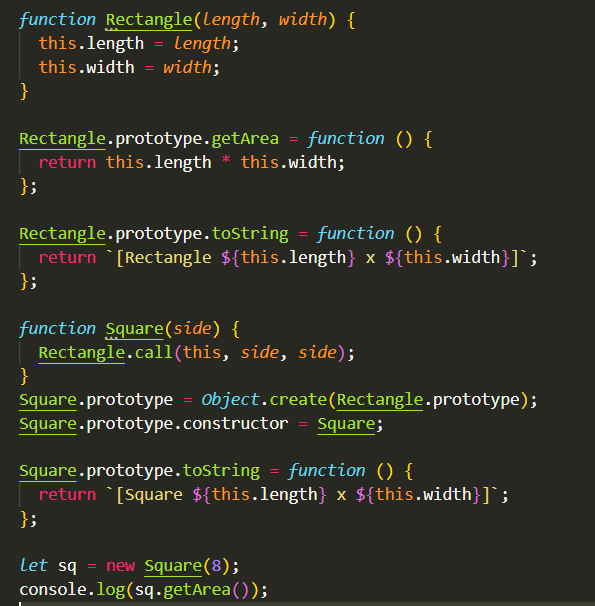 function Rectangle(length, width) {
  this.length = length;
  this.width = width;
}

Rectangle.prototype.getArea = function () {
  return this.length * this.width;
};

Rectangle.prototype.toString = function () {
  return `[Rectangle ${this.length} x ${this.width}]`;
};

function Square(side) {
  Rectangle.call(this, side, side);
}
Square.prototype = Object.create(Rectangle.prototype);
Square.prototype.constructor = Square;

Square.prototype.toString = function () {
  return `[Square ${this.length} x ${this.width}]`;
};

let sq = new Square(8);
console.log(sq.getArea());